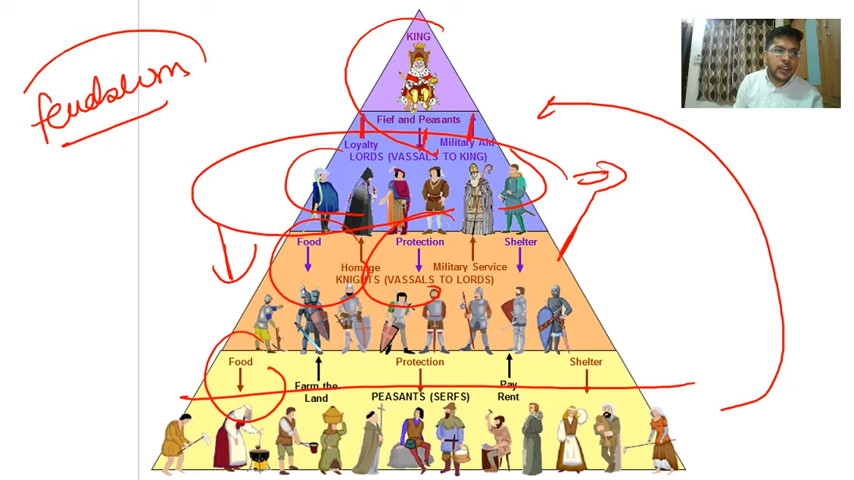 feudalism
KING
Fief and Peasants
Loyalty
Military Aid
LORDS (VASSALS TO KING)
Food
Protection
Shelter
Homage
Military Service
KNIGHTS (VASSALS TO LORDS)
Food
Protection
Shelter
Farm the
Land
Pay
Rent
PEASANTS (SERFS)